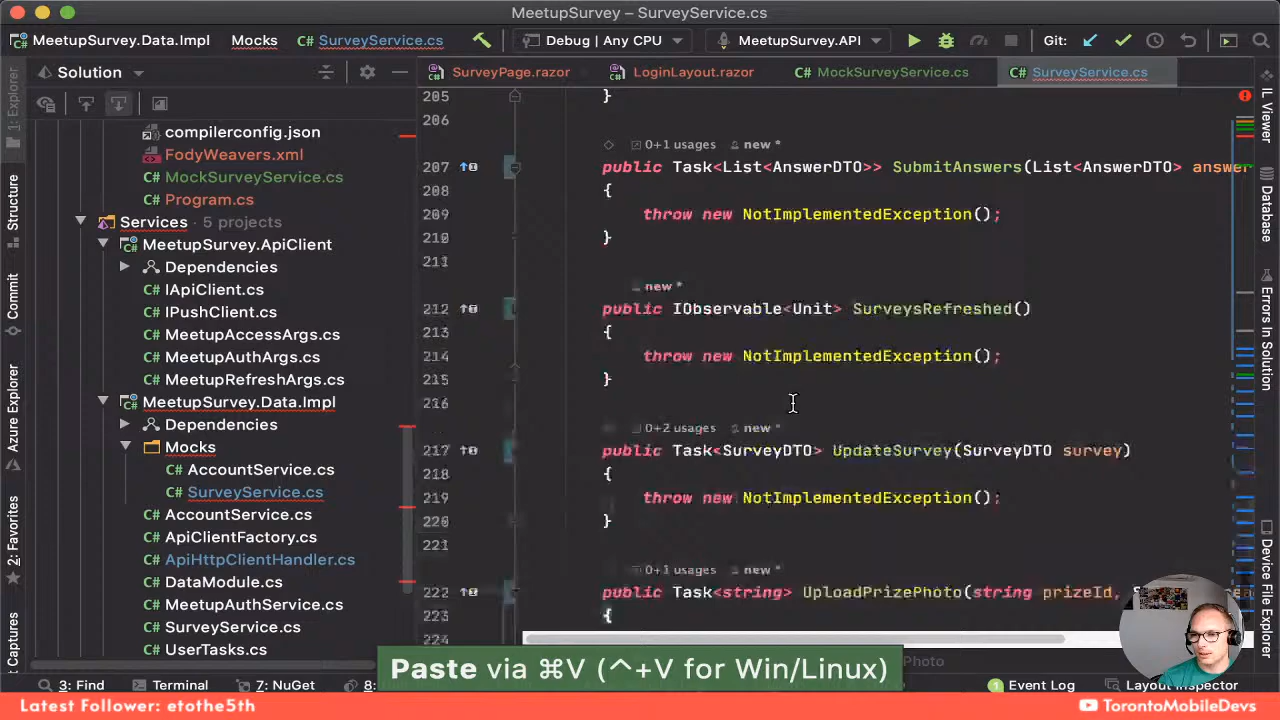 MeetupSurvey – SurveyService.cs
MeetupSurvey.Data.Impl Mocks C# SurveyService.cs Debug | Any CPU MeetupSurvey.API Git:
Solution
SurveyPage.razor LoginLayout.razor C# MockSurveyService.cs C# SurveyService.cs
1: Explorer
Structure
Commit
Azure Explorer
2: Favorites
t Captures
compilerconfig.json
FodyWeavers.xml
C# MockSurveyService.cs
C# Program.cs
Services · 5 projects
MeetupSurvey.ApiClient
Dependencies
C# IApiClient.cs
C# IPushClient.cs
C# MeetupAccessArgs.cs
C# MeetupAuthArgs.cs
C# MeetupRefreshArgs.cs
MeetupSurvey.Data.Impl
Dependencies
Mocks
C# AccountService.cs
C# SurveyService.cs
C# AccountService.cs
C# ApiClientFactory.cs
C# ApiHttpClientHandler.cs
C# DataModule.cs
C# MeetupAuthService.cs
C# SurveyService.cs
C# UserTasks.cs
205 }
206
0+1 usages new *
207 public Task<List<AnswerDTO>> SubmitAnswers(List<AnswerDTO> answer
208 {
209 throw new NotImplementedException();
210 }
211
new *
212 public IObservable<Unit> SurveysRefreshed()
213 {
214 throw new NotImplementedException();
215 }
216
0+2 usages new *
217 public Task<SurveyDTO> UpdateSurvey(SurveyDTO survey)
218 {
219 throw new NotImplementedException();
220 }
221
0+1 usages new *
222 public Task<string> UploadPrizePhoto(string prizeId,
223 {
224
IL Viewer
Database
Errors In Solution
Device File Explorer
Paste via ⌘V (^+V for Win/Linux)
Photo
3: Find Terminal 7: NuGet 8: Event Log Layout Inspector
Latest Follower: etothe5th TorontoMobileDevs